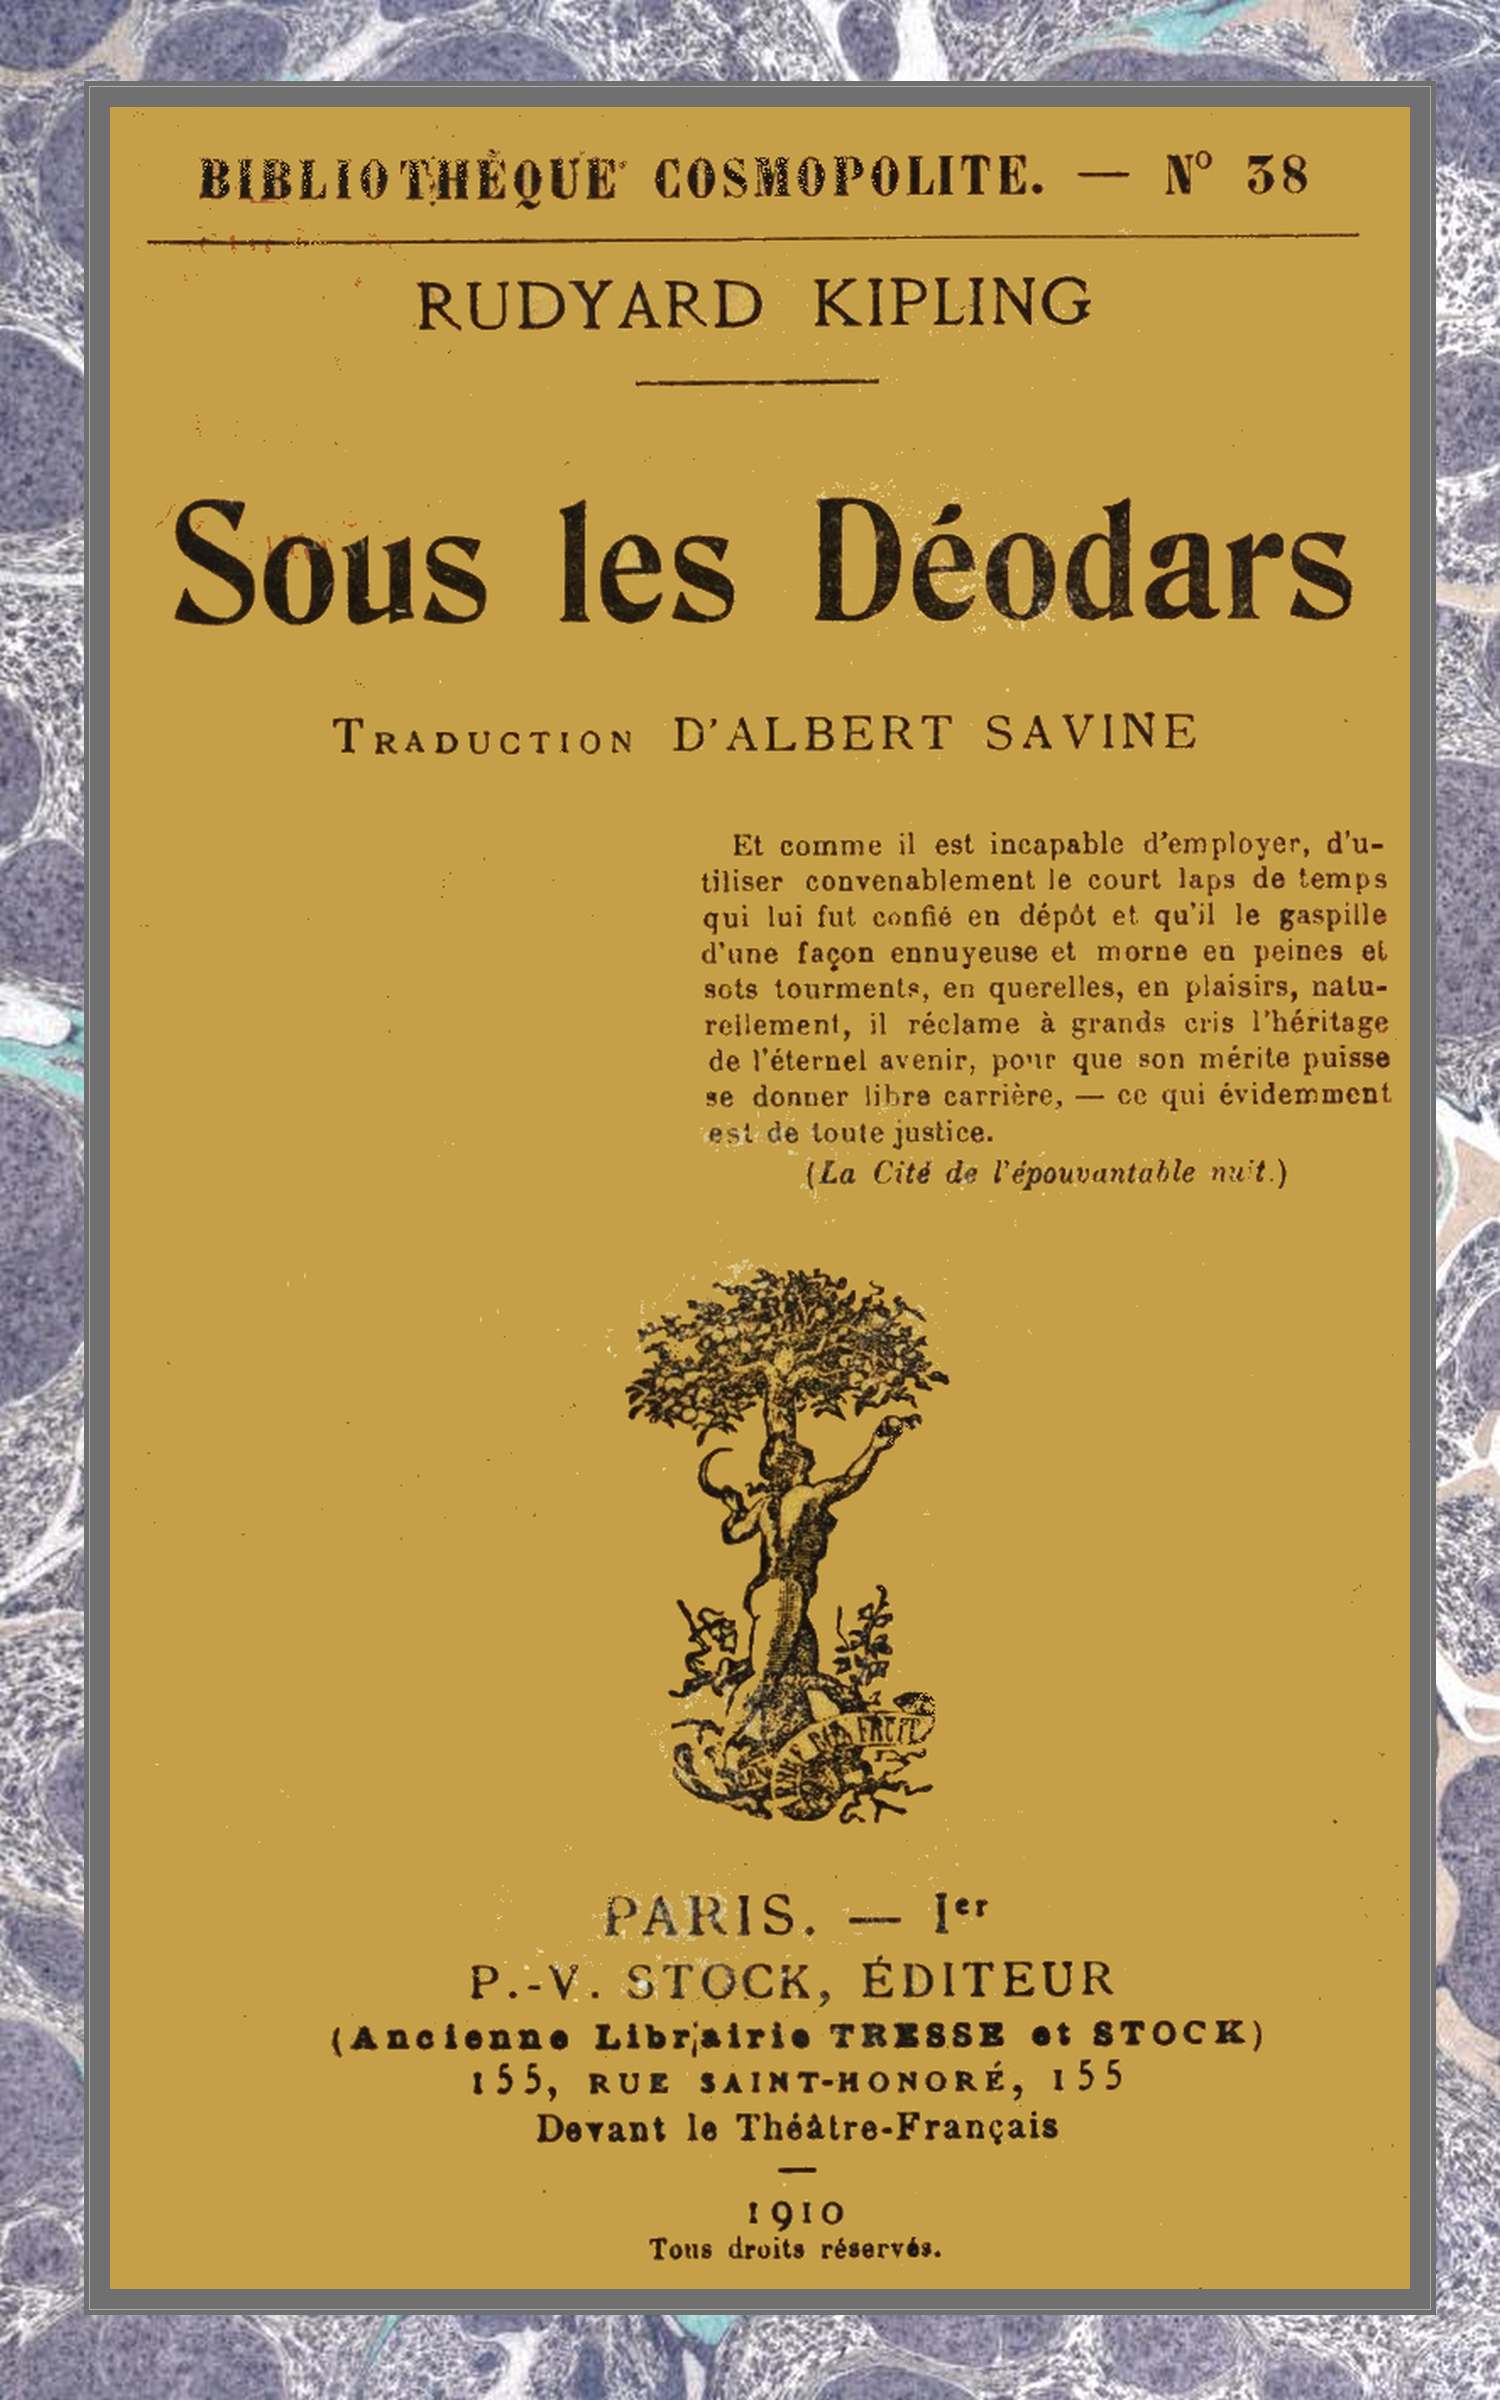 BIBLIOTHÈQUE COSMOPOLITE. — Nº 38
RUDYARD KIPLING
Sous les Déodars
TRADUCTION D'ALBERT SAVINE
Et comme il est incapable d'employer, d'u-
tiliser convenablement le court laps de temps
qui lui fut confié en dépôt et qu'il le gaspille
d'une façon ennuyeuse et morne en peines et
sots tourments, en querelles, en plaisirs, natu-
rellement, il réclame à grands cris l'héritage
de l'éternel avenir, pour que son mérite puisse
se donner libre carrière, — ce qui évidemment
est de toute justice.
(La Cité de l'épouvantable nuit.)
FRUIT
PARIS. — Iᵉʳ
P.-V. STOCK, ÉDITEUR
(Ancienne Librairie TRESSE et STOCK)
155, RUE SAINT-HONORÉ, 155
Devant le Théâtre-Français
1910
Tous droits réservés.